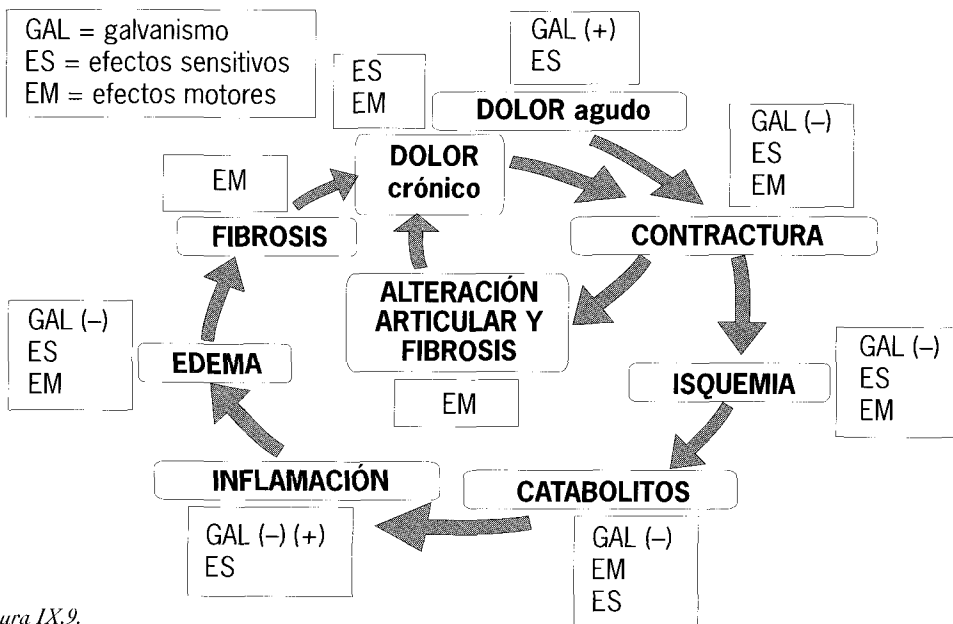 GAL = galvanismo
ES = efectos sensitivos
EM = efectos motores
GAL (+)
ES
DOLOR agudo
ES
EM
DOLOR
crónico
GAL (–)
ES
EM
CONTRACTURA
EM
FIBROSIS
ALTERACIÓN
ARTICULAR Y
FIBROSIS
EM
GAL (–)
ES
EM
EDEMA
GAL (–)
ES
EM
ISQUEMIA
INFLAMACIÓN
GAL (–) (+)
ES
CATABOLITOS
GAL (–)
EM
ES
IX.9.